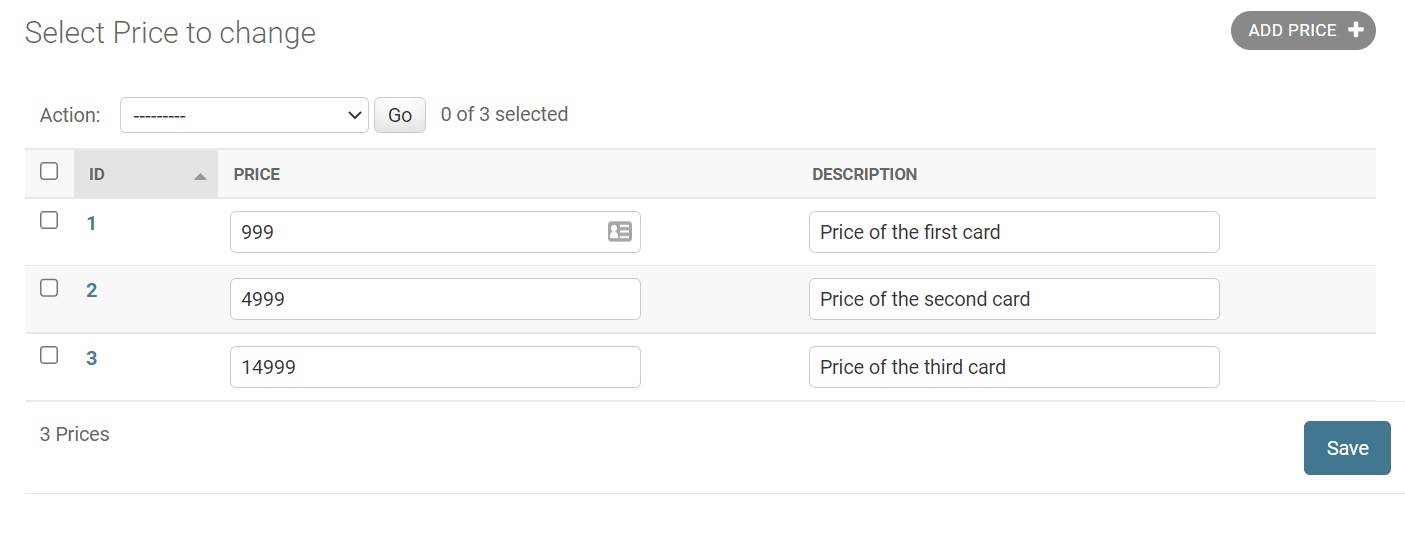 Select Price to change
ADD PRICE
Action: --------- Go 0 of 3 selected
ID PRICE DESCRIPTION
1 999 Price of the first card
2 4999 Price of the second card
3 14999 Price of the third card
3 Prices
Save